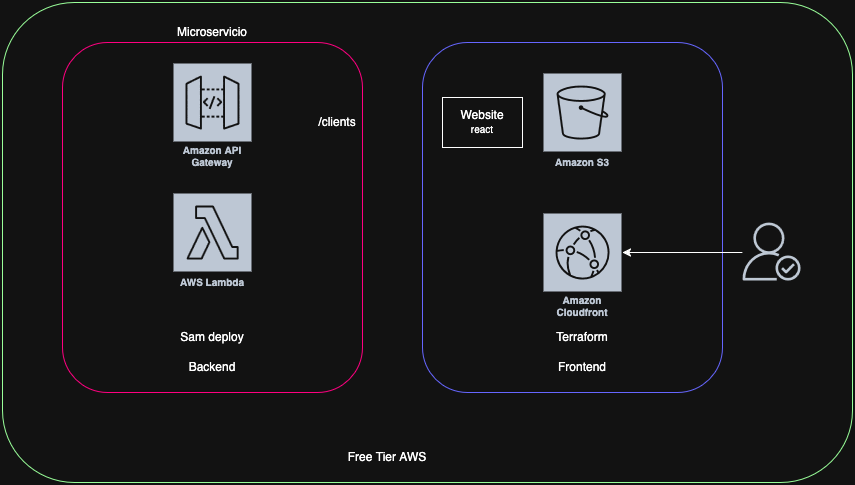 Microservicio
</>
Amazon API
Gateway
/clients
AWS Lambda
Sam deploy
Backend
Website
react
Amazon S3
Amazon
Cloudfront
Terraform
Frontend
Free Tier AWS